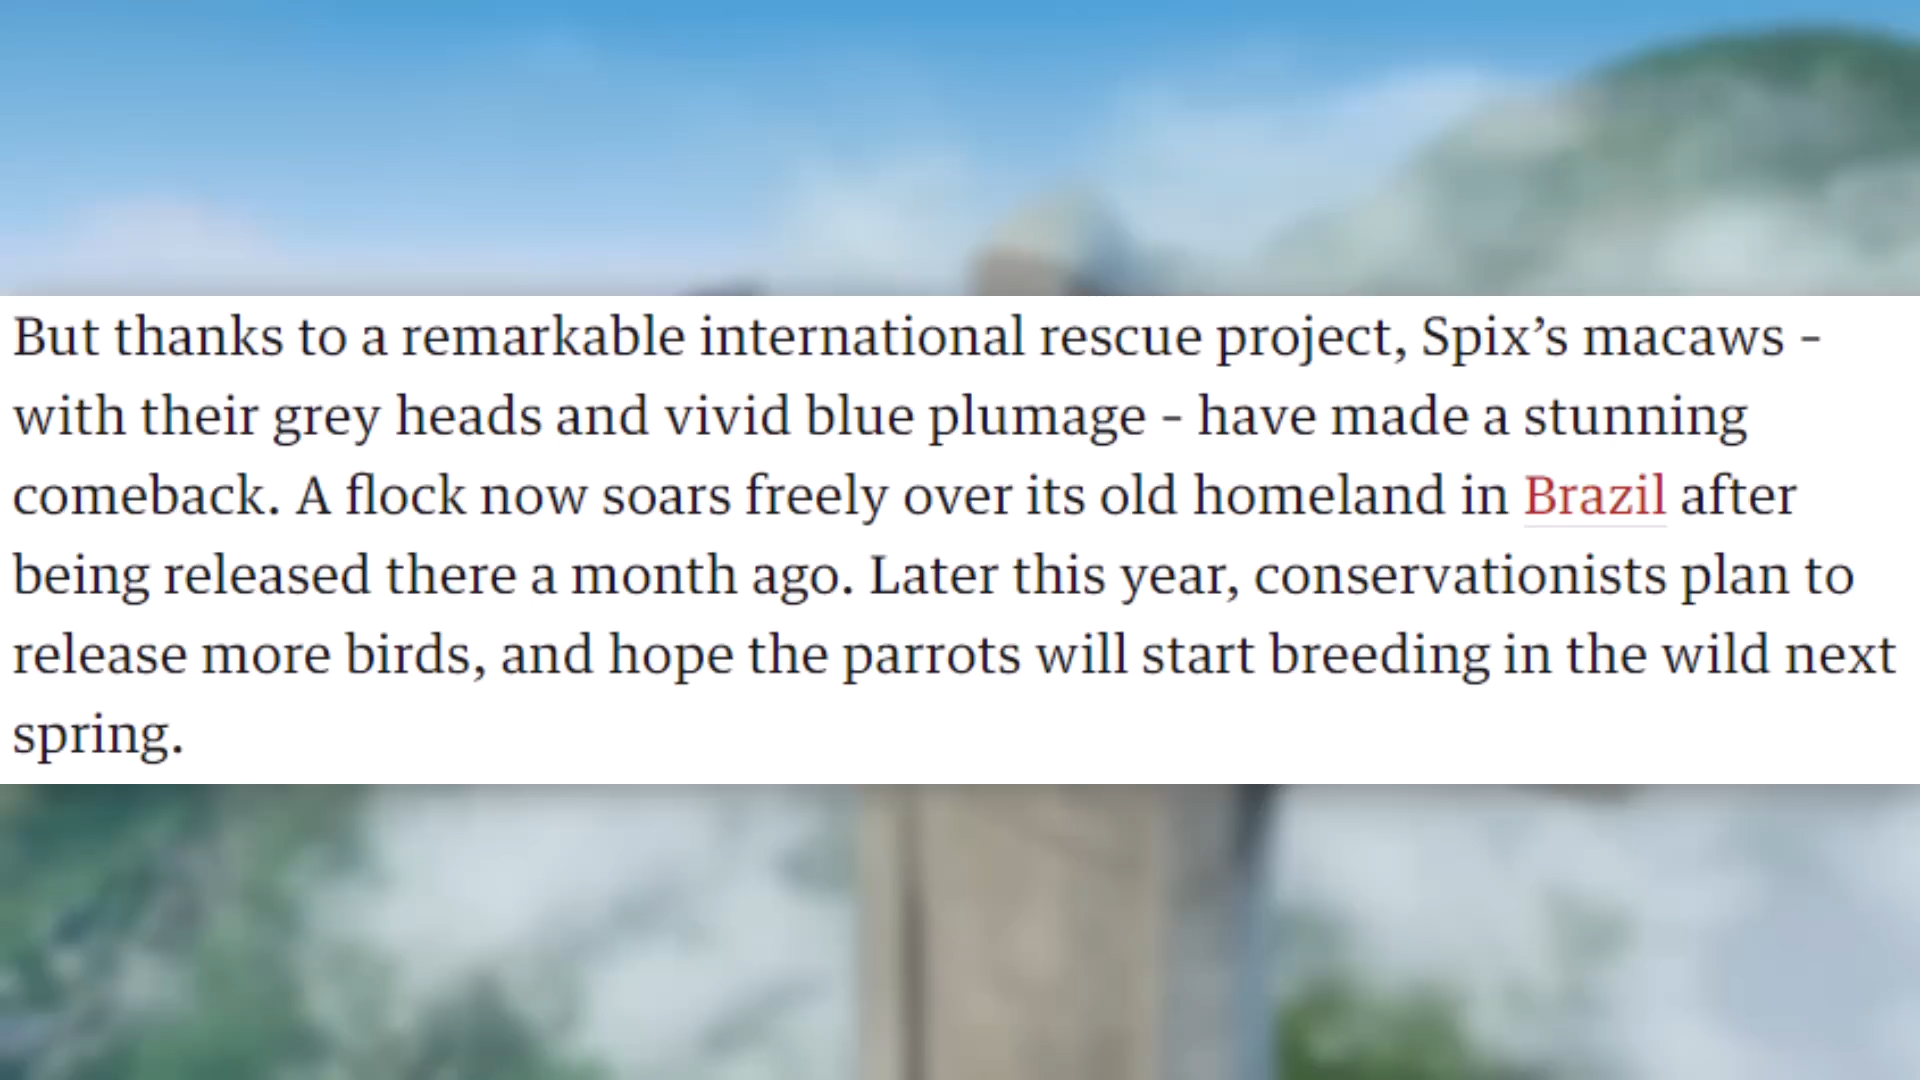 But thanks to a remarkable international rescue project, Spix’s macaws –
with their grey heads and vivid blue plumage – have made a stunning
comeback. A flock now soars freely over its old homeland in Brazil after
being released there a month ago. Later this year, conservationists plan to
release more birds, and hope the parrots will start breeding in the wild next
spring.